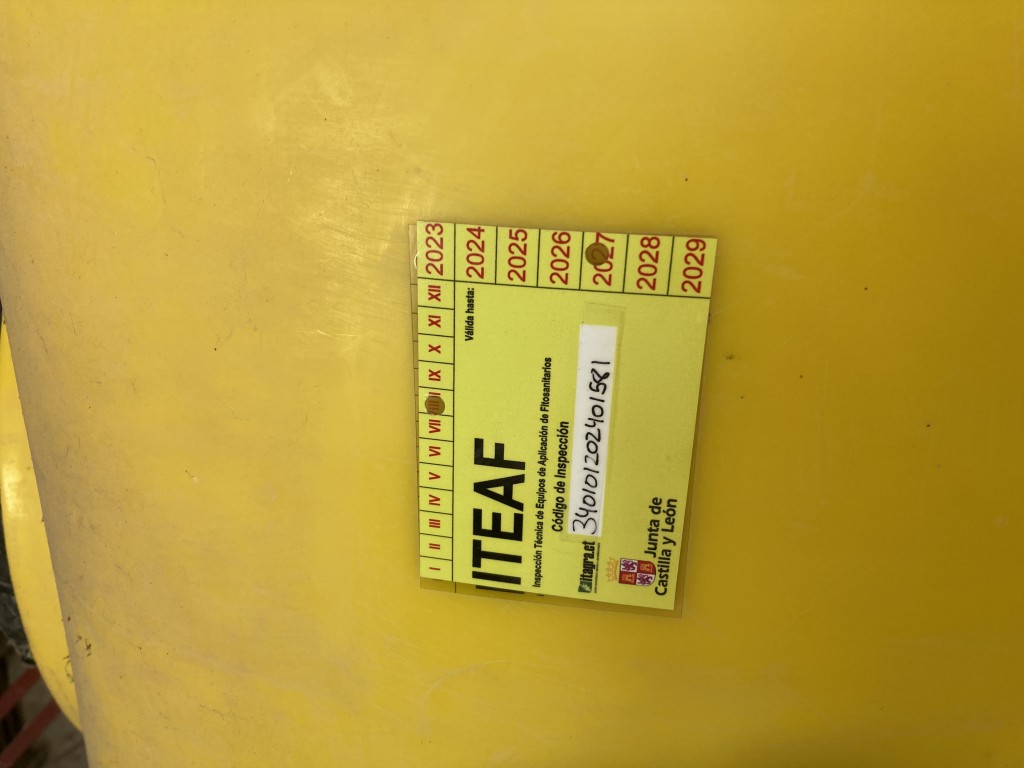 I II III IV V VI VII IX X XI XII 2023
Válida hasta: 2024
ITEAF
2025
Inspección Técnica de Equipos de Aplicación de Fitosanitarios
Código de Inspección
2026
itagra.ct 340101202401581
2027
Junta de
Castilla y León
2028
2029